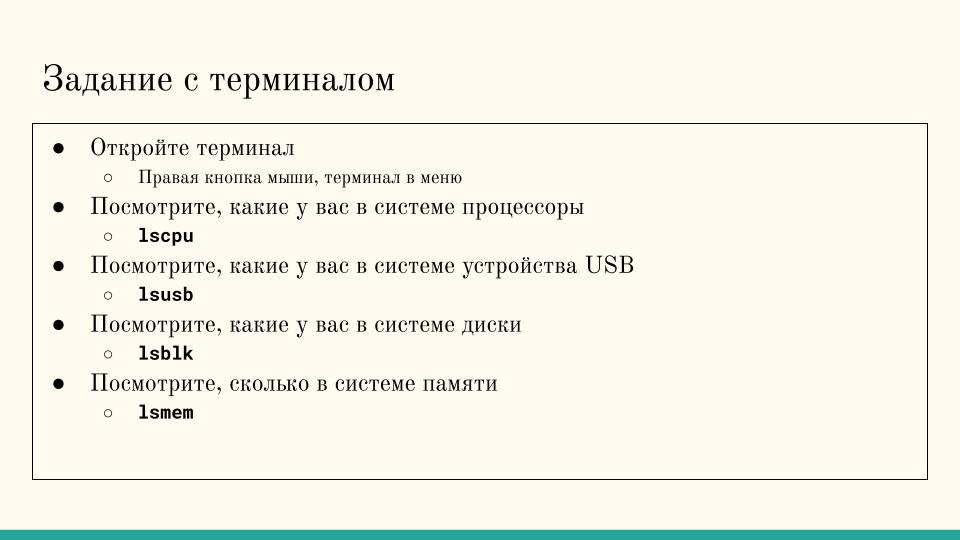 Задание с терминалом
● Откройте терминал
○ Правая кнопка мыши, терминал в меню
● Посмотрите, какие у вас в системе процессоры
○ lscpu
● Посмотрите, какие у вас в системе устройства USB
○ lsusb
● Посмотрите, какие у вас в системе диски
○ lsblk
● Посмотрите, сколько в системе памяти
○ lsmem